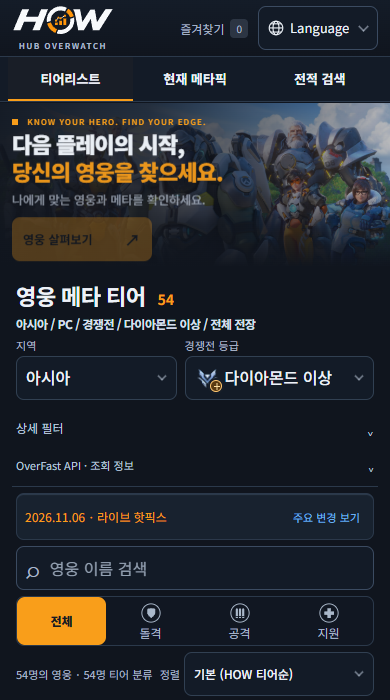 HOW
HUB OVERWATCH
즐겨찾기 0
Language
티어리스트 현재 메타픽 전적 검색
KNOW YOUR HERO. FIND YOUR EDGE.
다음 플레이의 시작,
당신의 영웅을 찾으세요.
나에게 맞는 영웅과 메타를 확인하세요.
영웅 살펴보기 ↗
영웅 메타 티어 54
아시아 / PC / 경쟁전 / 다이아몬드 이상 / 전체 전장
지역 경쟁전 등급
아시아 다이아몬드 이상
상세 필터
OverFast API · 조회 정보
2026.11.06 · 라이브 핫픽스 주요 변경 보기
영웅 이름 검색
전체 돌격 공격 지원
54명의 영웅 · 54명 티어 분류 정렬 기본 (HOW 티어순)